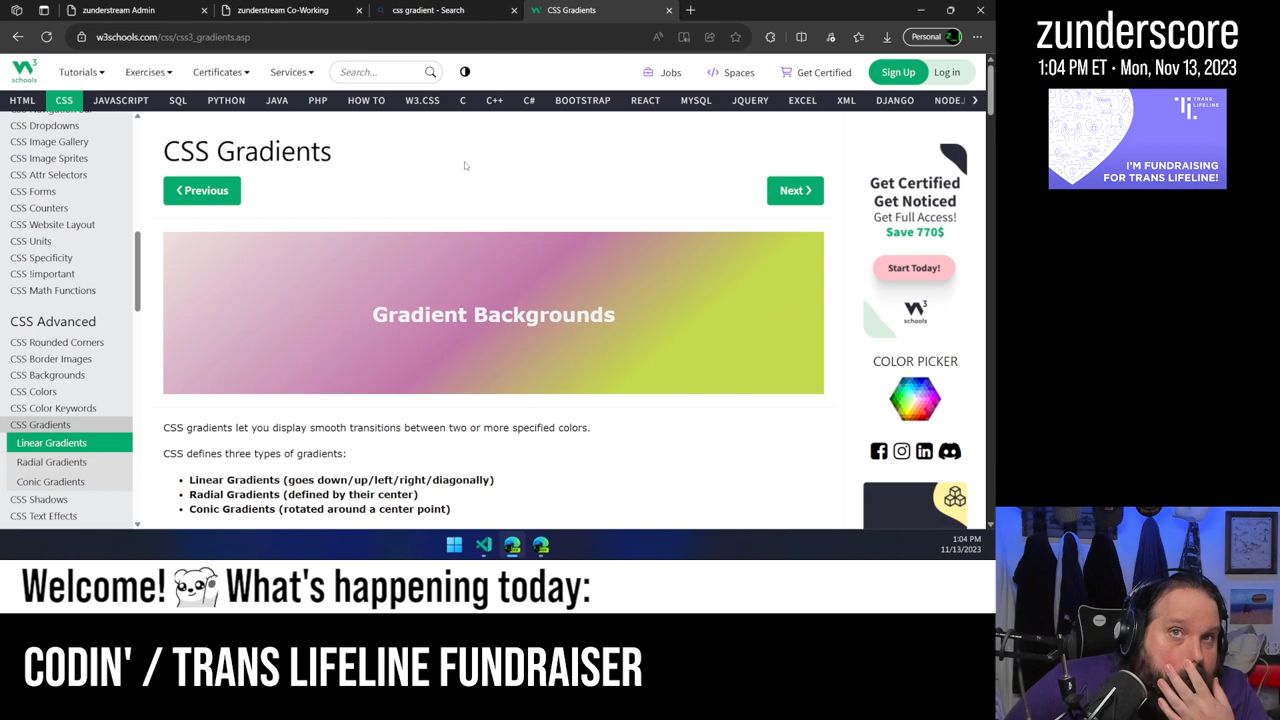 zunderstream Admin
zunderstream Co-Working
css gradient - Search
CSS Gradients
w3schools.com/css/css3_gradients.asp
Personal
W3 schools
Tutorials
Exercises
Certificates
Services
Search...
Jobs
Spaces
Get Certified
Sign Up
Log in
HTML CSS JAVASCRIPT SQL PYTHON JAVA PHP HOW TO W3.CSS C C++ C# BOOTSTRAP REACT MYSQL JQUERY EXCEL XML DJANGO NODEJ
CSS Dropdowns
CSS Image Gallery
CSS Image Sprites
CSS Attr Selectors
CSS Forms
CSS Counters
CSS Website Layout
CSS Units
CSS Specificity
CSS !important
CSS Math Functions
CSS Advanced
CSS Rounded Corners
CSS Border Images
CSS Backgrounds
CSS Colors
CSS Color Keywords
CSS Gradients
Linear Gradients
Radial Gradients
Conic Gradients
CSS Shadows
CSS Text Effects
CSS Gradients
❮ Previous
Next ❯
Gradient Backgrounds
CSS gradients let you display smooth transitions between two or more specified colors.
CSS defines three types of gradients:
• Linear Gradients (goes down/up/left/right/diagonally)
• Radial Gradients (defined by their center)
• Conic Gradients (rotated around a center point)
Get Certified
Get Noticed
Get Full Access!
Save 770$
Start Today!
W3
schools
COLOR PICKER
1:04 PM
11/13/2023
zunderscore
1:04 PM ET • Mon, Nov 13, 2023
TRANS
LIFELINE
I'M FUNDRAISING
FOR TRANS LIFELINE!
Welcome! What's happening today:
CODIN' / TRANS LIFELINE FUNDRAISER